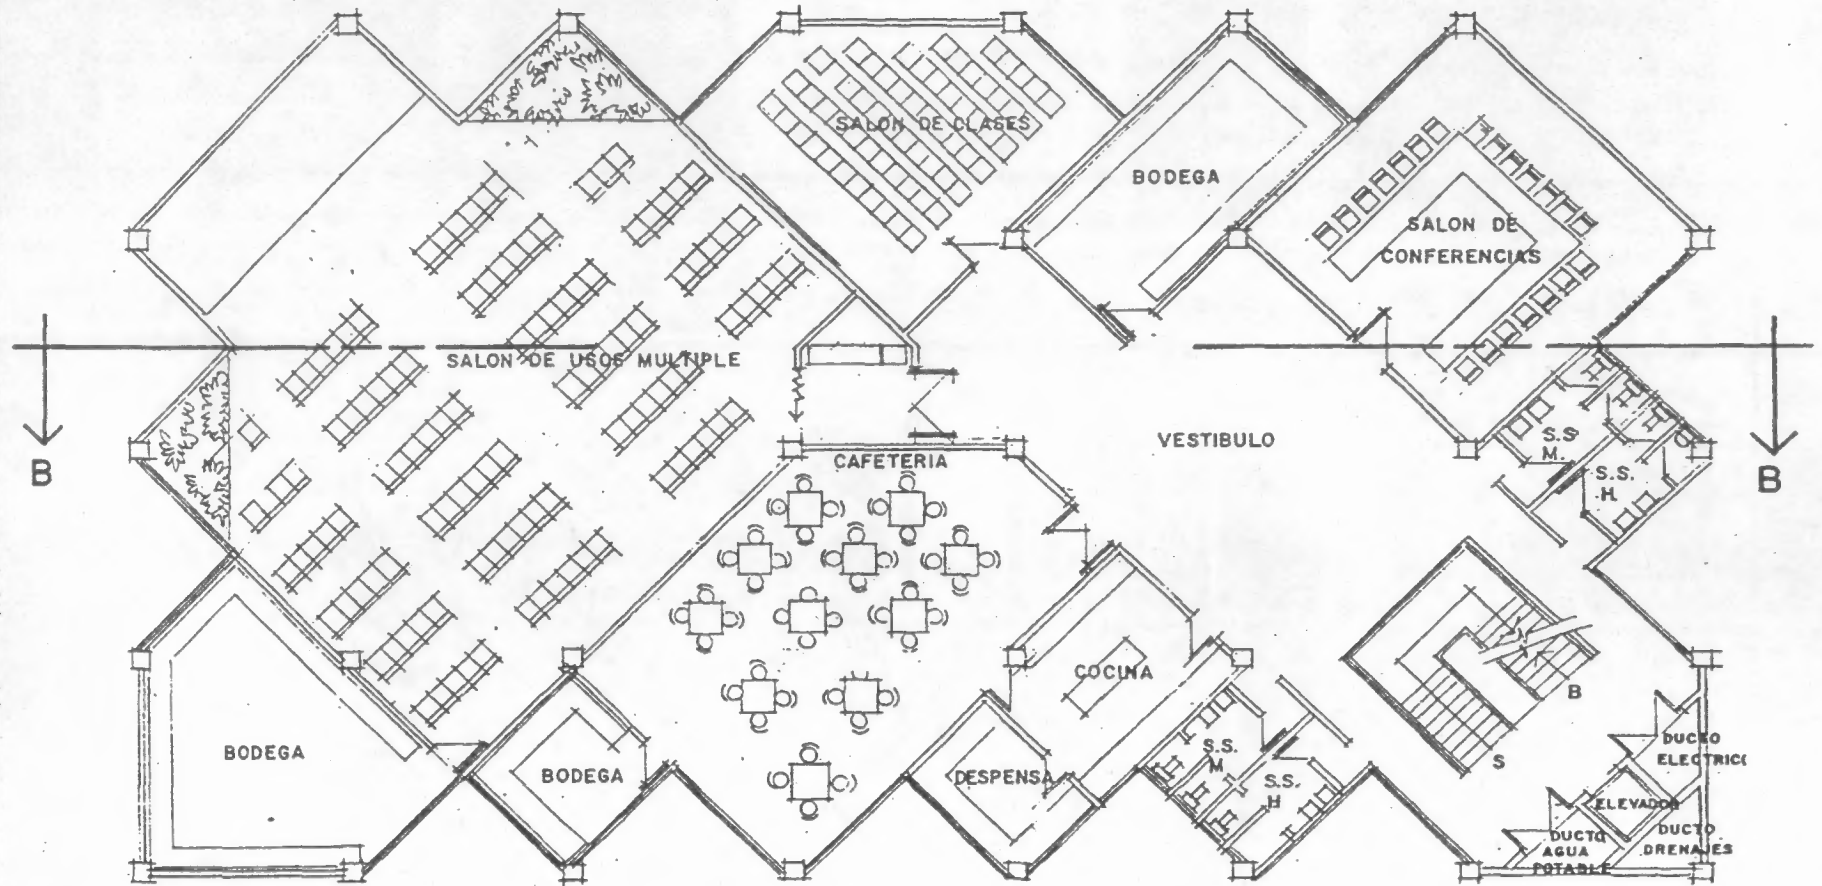 SALON DE CLASES
BODEGA
SALON DE
CONFERENCIAS
SALON DE USOS MULTIPLE
B
B
VESTIBULO
S.S
M.
S.S.
H.
CAFETERIA
COCINA
B
S
BODEGA
BODEGA
DESPENSA
S.S.
M
S.S.
H
DUCTO
ELECTRIC
ELEVADOR
DUCTO
AGUA
POTABLE
DUCTO
DRENAJES